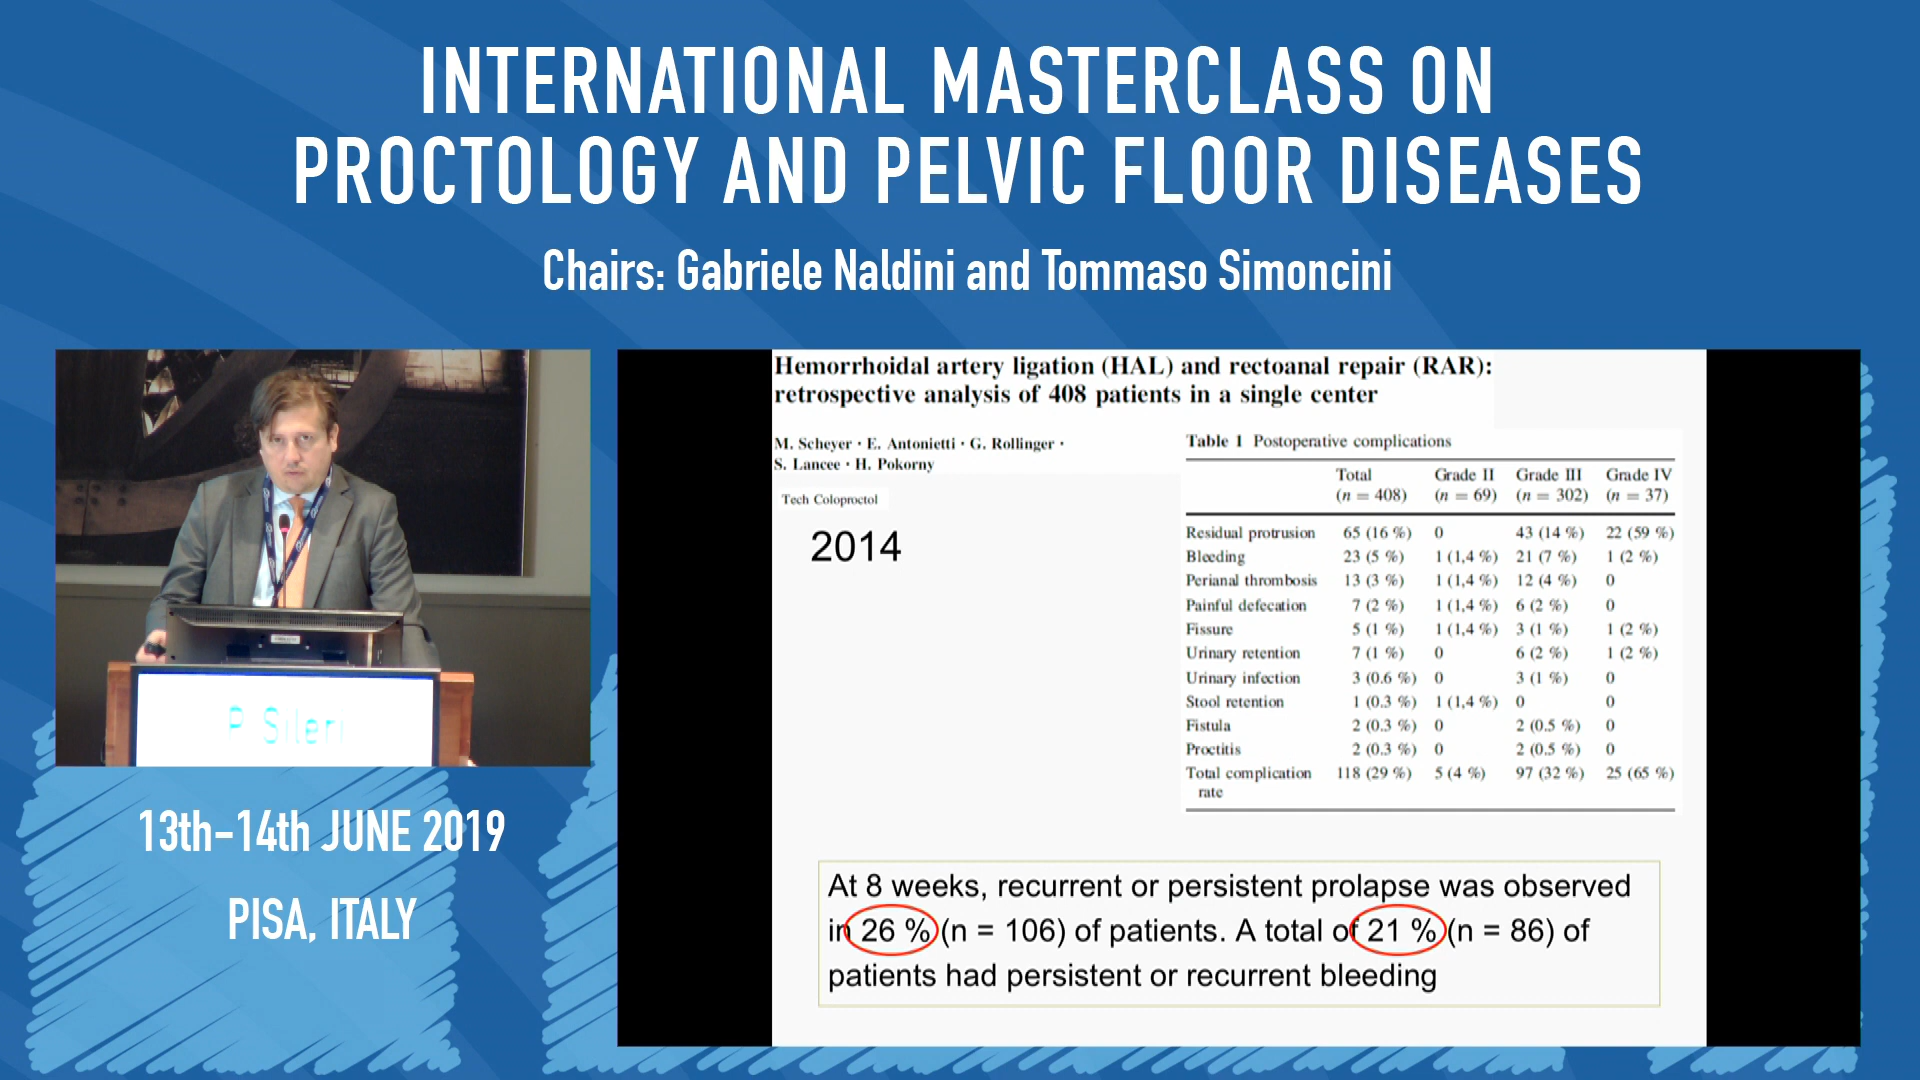 INTERNATIONAL MASTERCLASS ON
PROCTOLOGY AND PELVIC FLOOR DISEASES
Chairs: Gabriele Naldini and Tommaso Simoncini
P Sileri
13th-14th JUNE 2019
PISA, ITALY
Hemorrhoidal artery ligation (HAL) and rectoanal repair (RAR):
retrospective analysis of 408 patients in a single center
M. Scheyer · E. Antonietti · G. Rollinger ·
S. Lancee · H. Pokorny
Tech Coloproctol
2014
Table 1 Postoperative complications
Total Grade II Grade III Grade IV
(n = 408) (n = 69) (n = 302) (n = 37)
Residual protrusion 65 (16 %) 0 43 (14 %) 22 (59 %)
Bleeding 23 (5 %) 1 (1,4 %) 21 (7 %) 1 (2 %)
Perianal thrombosis 13 (3 %) 1 (1,4 %) 12 (4 %) 0
Painful defecation 7 (2 %) 1 (1,4 %) 6 (2 %) 0
Fissure 5 (1 %) 1 (1,4 %) 3 (1 %) 1 (2 %)
Urinary retention 7 (1 %) 0 6 (2 %) 1 (2 %)
Urinary infection 3 (0.6 %) 0 3 (1 %) 0
Stool retention 1 (0.3 %) 1 (1,4 %) 0 0
Fistula 2 (0.3 %) 0 2 (0.5 %) 0
Proctitis 2 (0.3 %) 0 2 (0.5 %) 0
Total complication 118 (29 %) 5 (4 %) 97 (32 %) 25 (65 %)
rate
At 8 weeks, recurrent or persistent prolapse was observed
in 26 % (n = 106) of patients. A total of 21 % (n = 86) of
patients had persistent or recurrent bleeding